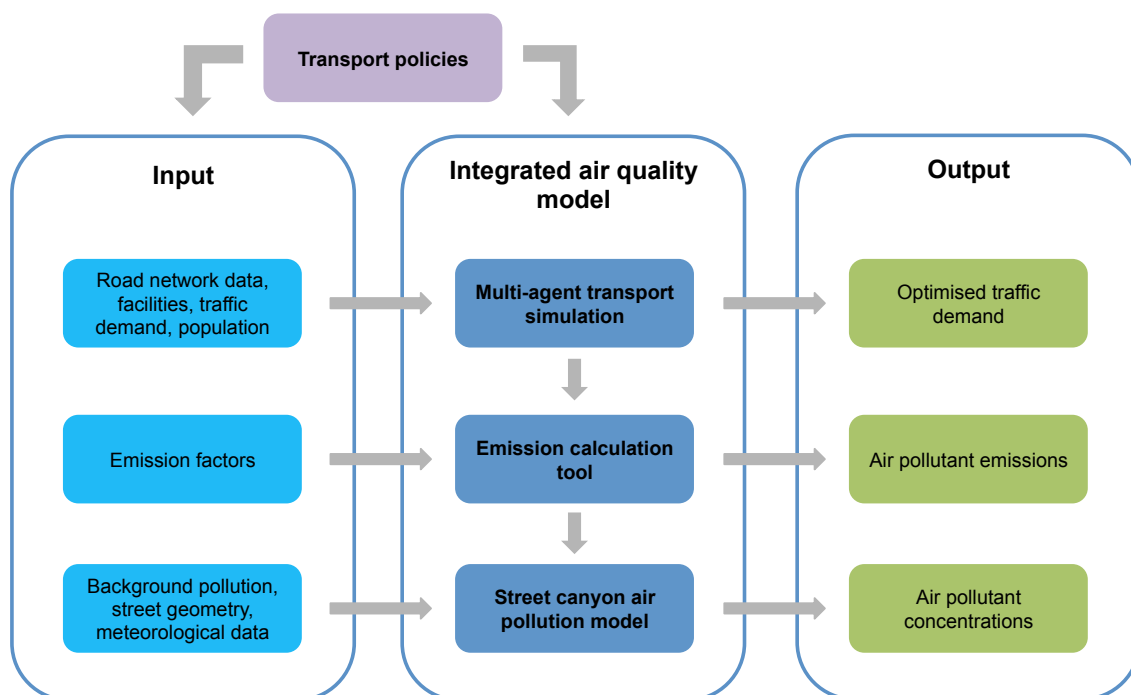 Transport policies
Input
Integrated air quality
model
Output
Road network data,
facilities, traffic
demand, population
Multi-agent transport
simulation
Optimised traffic
demand
Emission factors
Emission calculation
tool
Air pollutant emissions
Background pollution,
street geometry,
meteorological data
Street canyon air
pollution model
Air pollutant
concentrations